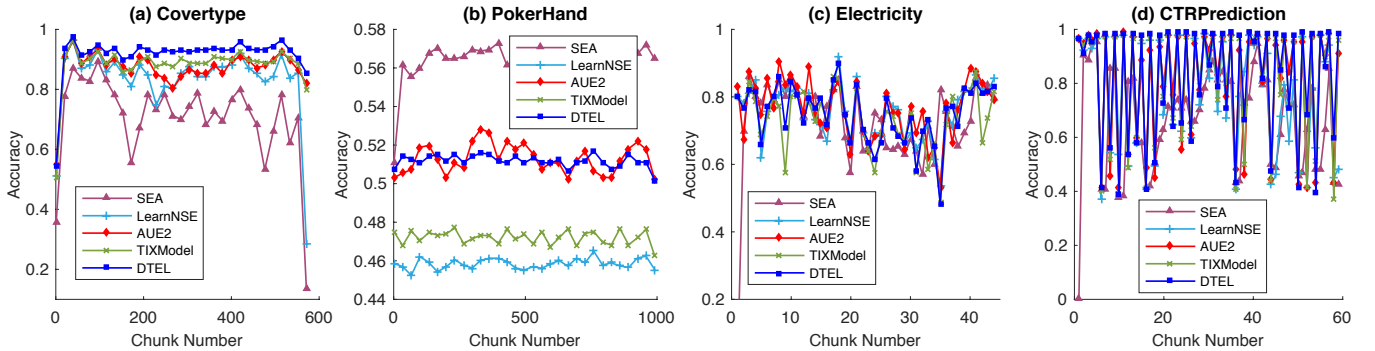 (a) Covertype
Accuracy
1
0.8
0.6
0.4
0.2
0
100
200
300
400
500
600
Chunk Number
SEA
LearnNSE
AUE2
TIXModel
DTEL
(b) PokerHand
Accuracy
0.58
0.56
0.54
0.52
0.5
0.48
0.46
0.44
0
500
1000
Chunk Number
SEA
LearnNSE
AUE2
TIXModel
DTEL
(c) Electricity
Accuracy
1
0.8
0.6
0.4
0.2
0
10
20
30
40
Chunk Number
SEA
LearnNSE
AUE2
TIXModel
DTEL
(d) CTRPrediction
Accuracy
1
0.8
0.6
0.4
0.2
0
0
20
40
60
Chunk Number
SEA
LearnNSE
AUE2
TIXModel
DTEL